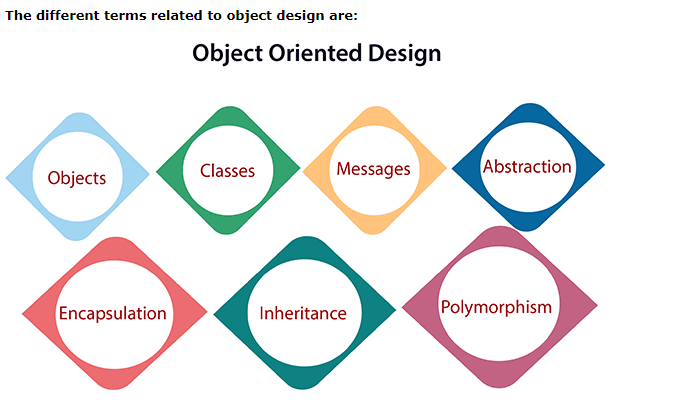 The different terms related to object design are:
Object Oriented Design
Objects
Classes
Messages
Abstraction
Encapsulation
Inheritance
Polymorphism